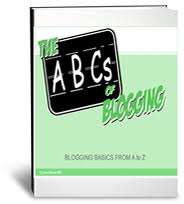 THE
ABCs
OF
BLOGGING
BLOGGING BASICS FROM A to Z